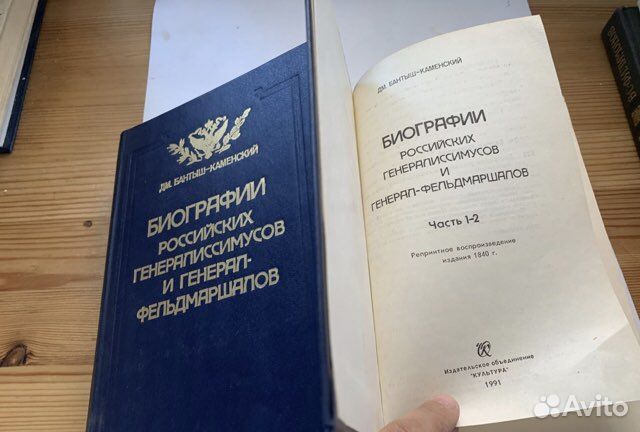 ДМ. БАНТЫШ-КАМЕНСКИЙ
БИОГРАФИИ
РОССИЙСКИХ
ГЕНЕРАЛИССИМУСОВ
И ГЕНЕРАЛ-
ФЕЛЬДМАРШАЛОВ
ДМ. БАНТЫШ-КАМЕНСКИЙ
БИОГРАФИИ
РОССИЙСКИХ
ГЕНЕРАЛИССИМУСОВ
И
ГЕНЕРАЛ-ФЕЛЬДМАРШАЛОВ
Часть 1-2
Репринтное воспроизведение
издания 1840 г.
Издательское объединение
"КУЛЬТУРА"
1991
Avito